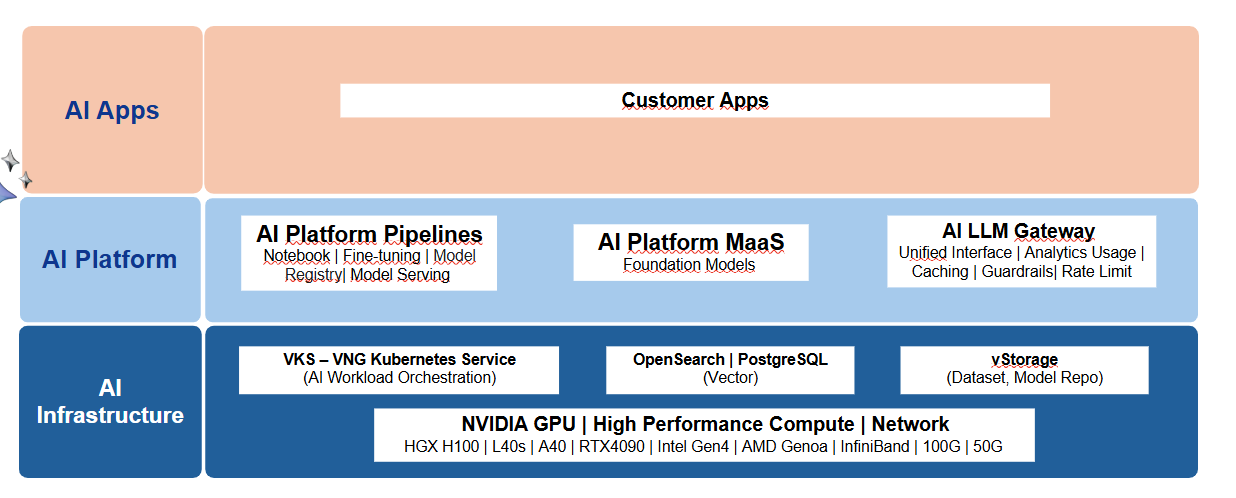 AI Apps
Customer Apps
AI Platform
AI Platform Pipelines
Notebook | Fine-tuning | Model
Registry| Model Serving
AI Platform MaaS
Foundation Models
AI LLM Gateway
Unified Interface | Analytics Usage |
Caching | Guardrails| Rate Limit
AI
Infrastructure
VKS – VNG Kubernetes Service
(AI Workload Orchestration)
OpenSearch | PostgreSQL
(Vector)
vStorage
(Dataset, Model Repo)
NVIDIA GPU | High Performance Compute | Network
HGX H100 | L40s | A40 | RTX4090 | Intel Gen4 | AMD Genoa | InfiniBand | 100G | 50G